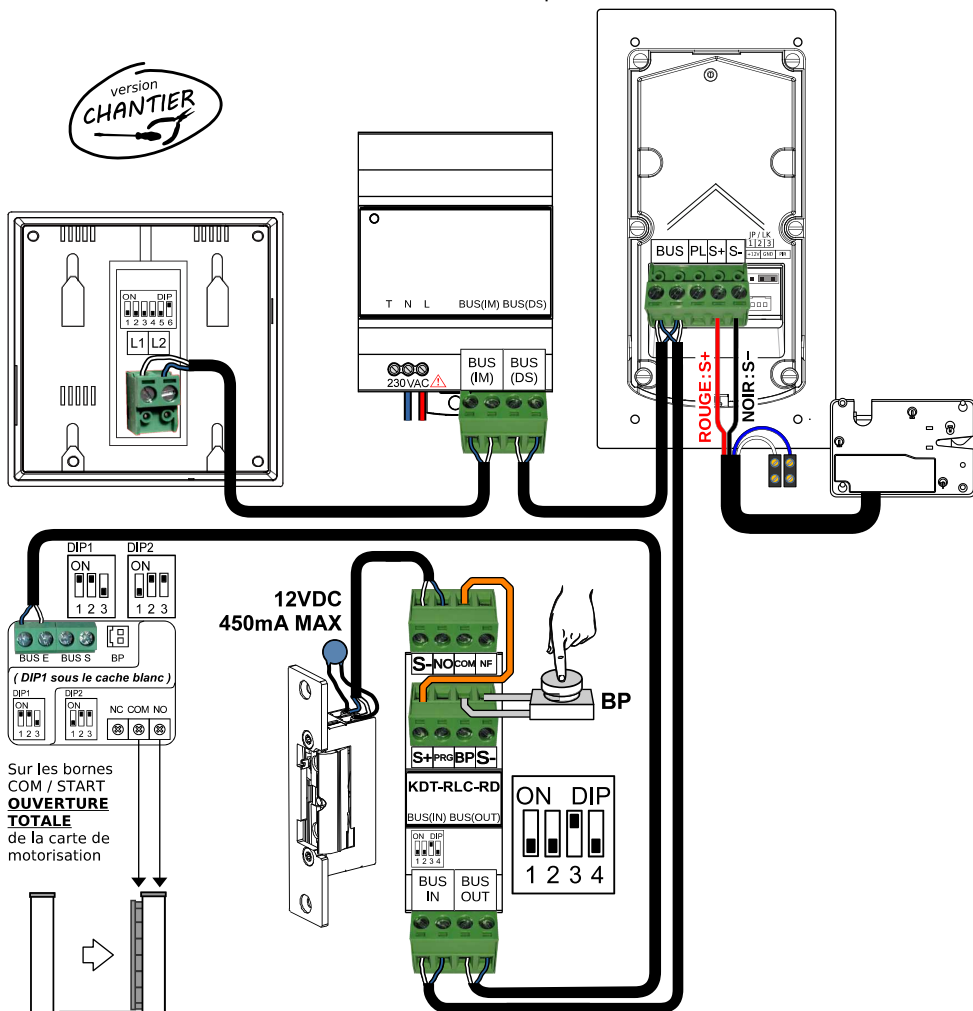 version
CHANTIER
JP / LK
1 2 3
+12V GND PIR
BUS PL S+ S-
ON DIP
1 2 3 4 5 6
L1 L2
T N L BUS(IM) BUS(DS)
230 VAC
BUS (IM)
BUS (DS)
ROUGE : S+
NOIR : S-
DIP1
ON
1 2 3
DIP2
ON
1 2 3
BUS E BUS S BP
( DIP1 sous le cache blanc )
DIP1
ON
1 2 3
DIP2
ON
1 2 3
NC COM NO
Sur les bornes
COM / START
OUVERTURE
TOTALE
de la carte de
motorisation
12VDC
450mA MAX
S- NO COM NF
BP
S+ PRG BP S-
KDT-RLC-RD
BUS(IN) BUS(OUT)
ON DIP
1 2 3 4
BUS IN
BUS OUT
ON DIP
1 2 3 4